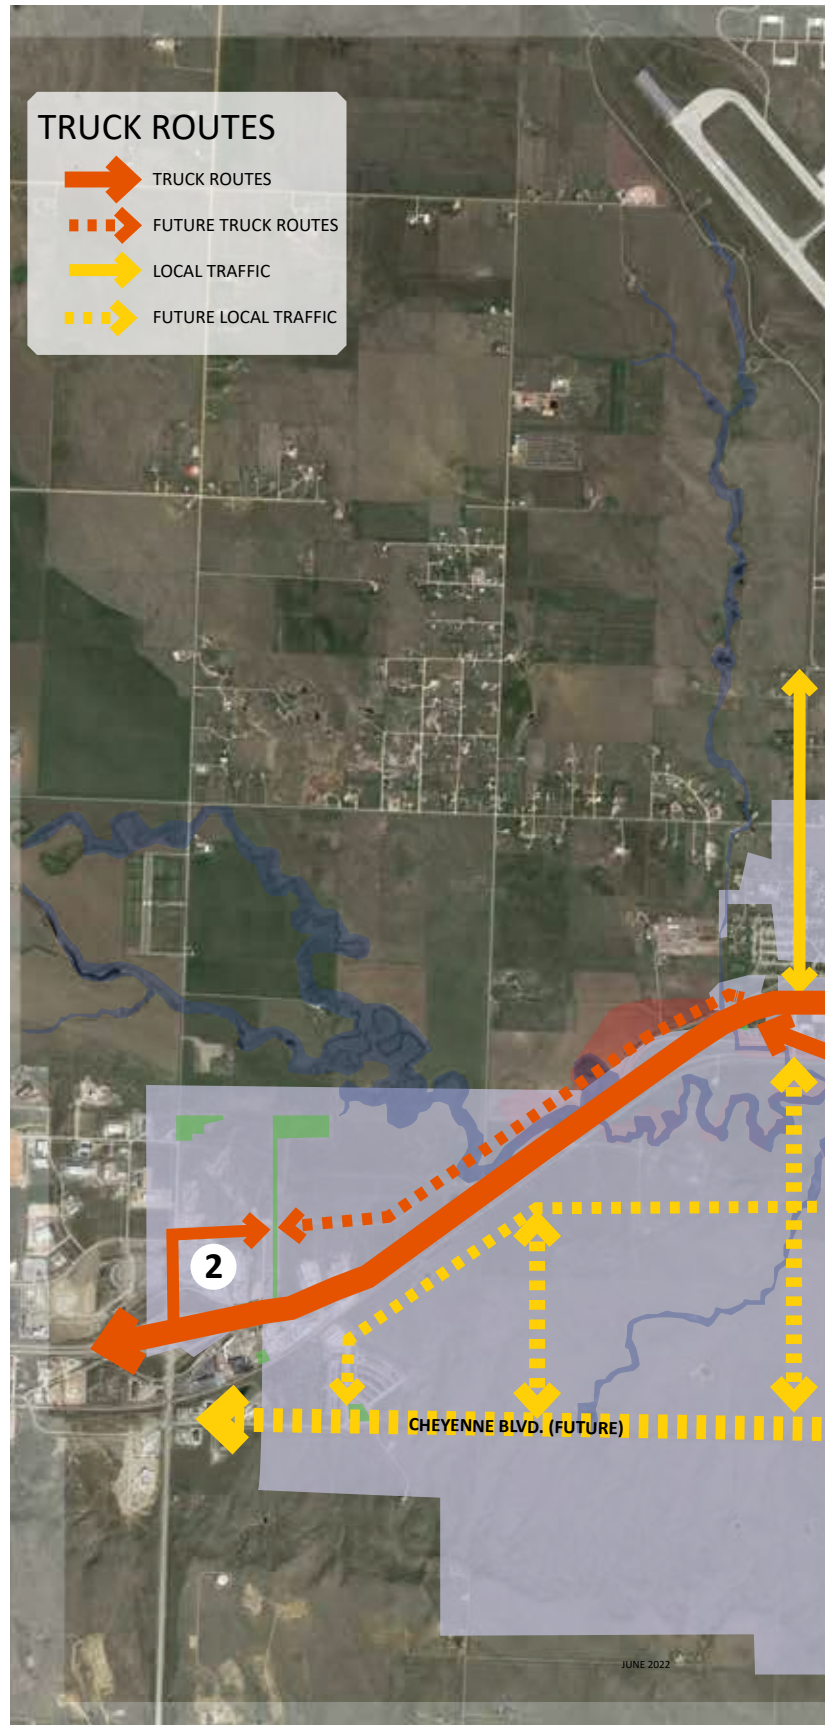 TRUCK ROUTES
TRUCK ROUTES
FUTURE TRUCK ROUTES
LOCAL TRAFFIC
FUTURE LOCAL TRAFFIC
2
CHEYENNE BLVD. (FUTURE)
JUNE 2022